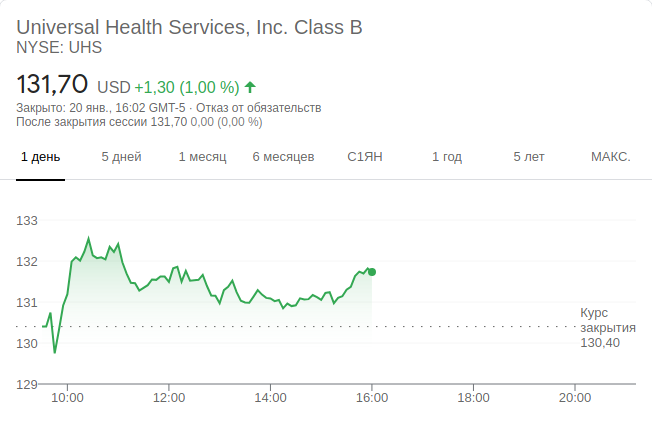 Universal Health Services, Inc. Class B
NYSE: UHS
131,70 USD +1,30 (1,00 %)
Закрыто: 20 янв., 16:02 GMT-5 · Отказ от обязательств
После закрытия сессии 131,70 0,00 (0,00 %)
1 день 5 дней 1 месяц 6 месяцев С1ЯН 1 год 5 лет МАКС.
133
132
131
Курс
закрытия
130,40
130
129
10:00 12:00 14:00 16:00 18:00 20:00